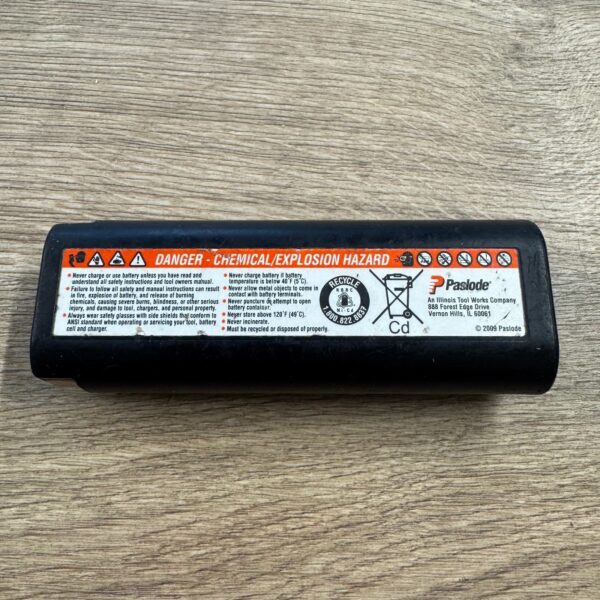 DANGER - CHEMICAL/EXPLOSION HAZARD
• Never charge or use battery unless you have read and
understand all safety instructions and tool owners manual.
• Failure to follow all safety and manual instructions can result
in fire, explosion of battery, and release of burning
chemicals, causing severe burns, blindness, or other serious
injury, and damage to tool, chargers, and personal property.
• Always wear safety glasses with side shields that conform to
ANSI standard when operating or servicing your tool, battery
cell and charger.
• Never charge battery if battery
temperature is below 40˚F (5˚C).
• Never allow metal objects to come in
contact with battery terminals.
• Never puncture or attempt to open
battery container.
• Never store above 120˚F (49˚C).
• Never incinerate.
• Must be recycled or disposed of properly.
RECYCLE
RBRC
Ni-Cd
1.800.822.8837
Cd
Paslode®
An Illinois Tool Works Company
888 Forest Edge Drive
Vernon Hills, IL 60061
© 2009 Paslode